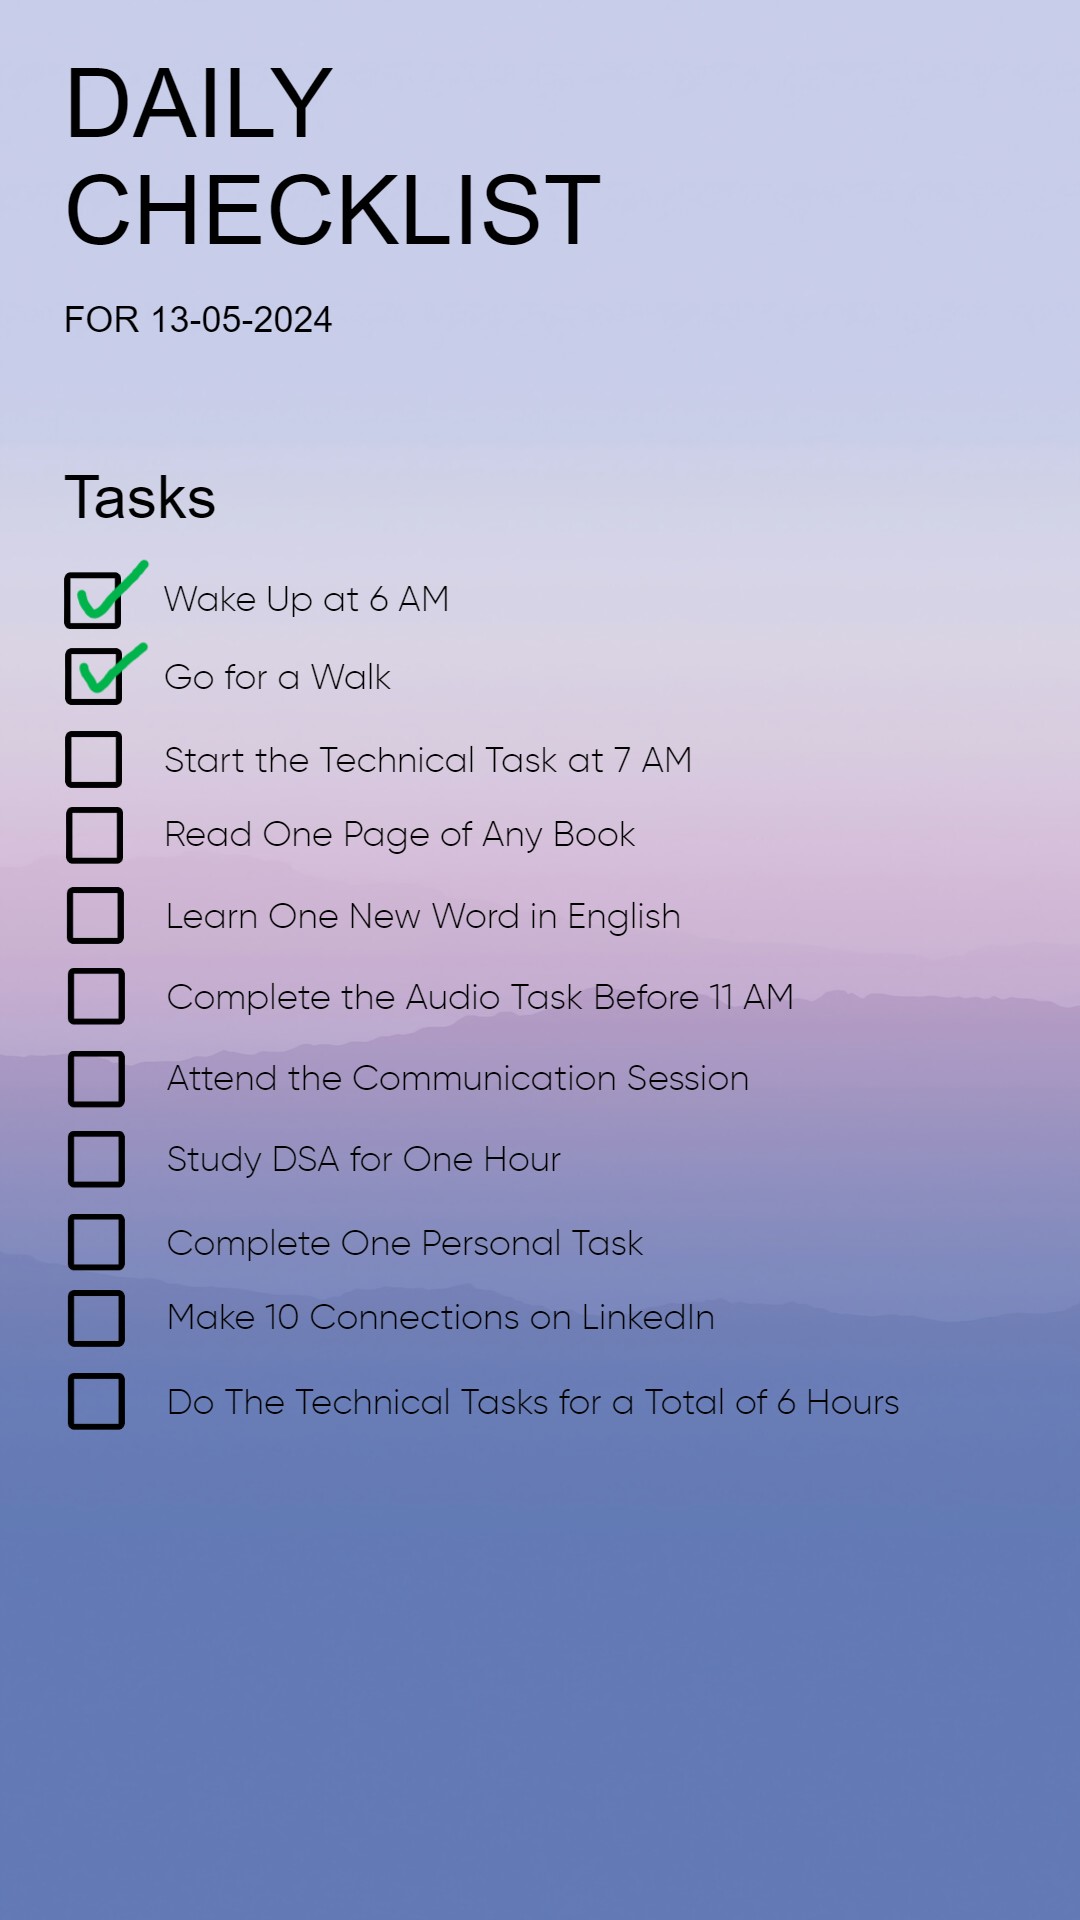 DAILY
CHECKLIST
FOR 13-05-2024
Tasks
Wake Up at 6 AM
Go for a Walk
Start the Technical Task at 7 AM
Read One Page of Any Book
Learn One New Word in English
Complete the Audio Task Before 11 AM
Attend the Communication Session
Study DSA for One Hour
Complete One Personal Task
Make 10 Connections on LinkedIn
Do The Technical Tasks for a Total of 6 Hours